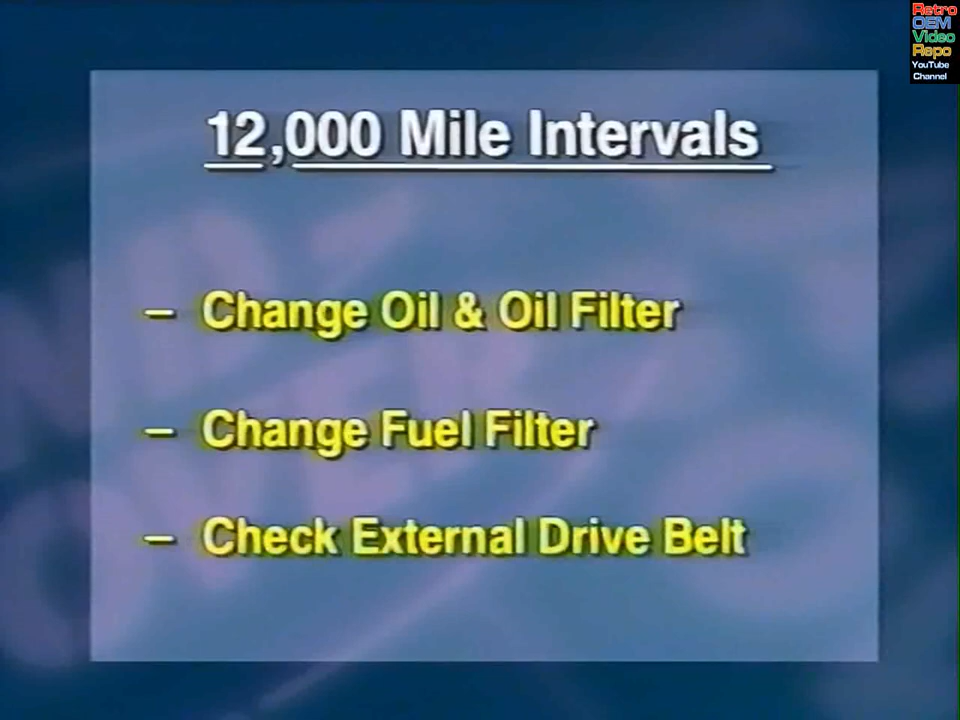 Retro
OEM
Video
Repo
YouTube
Channel
12,000 Mile Intervals
– Change Oil & Oil Filter
– Change Fuel Filter
– Check External Drive Belt